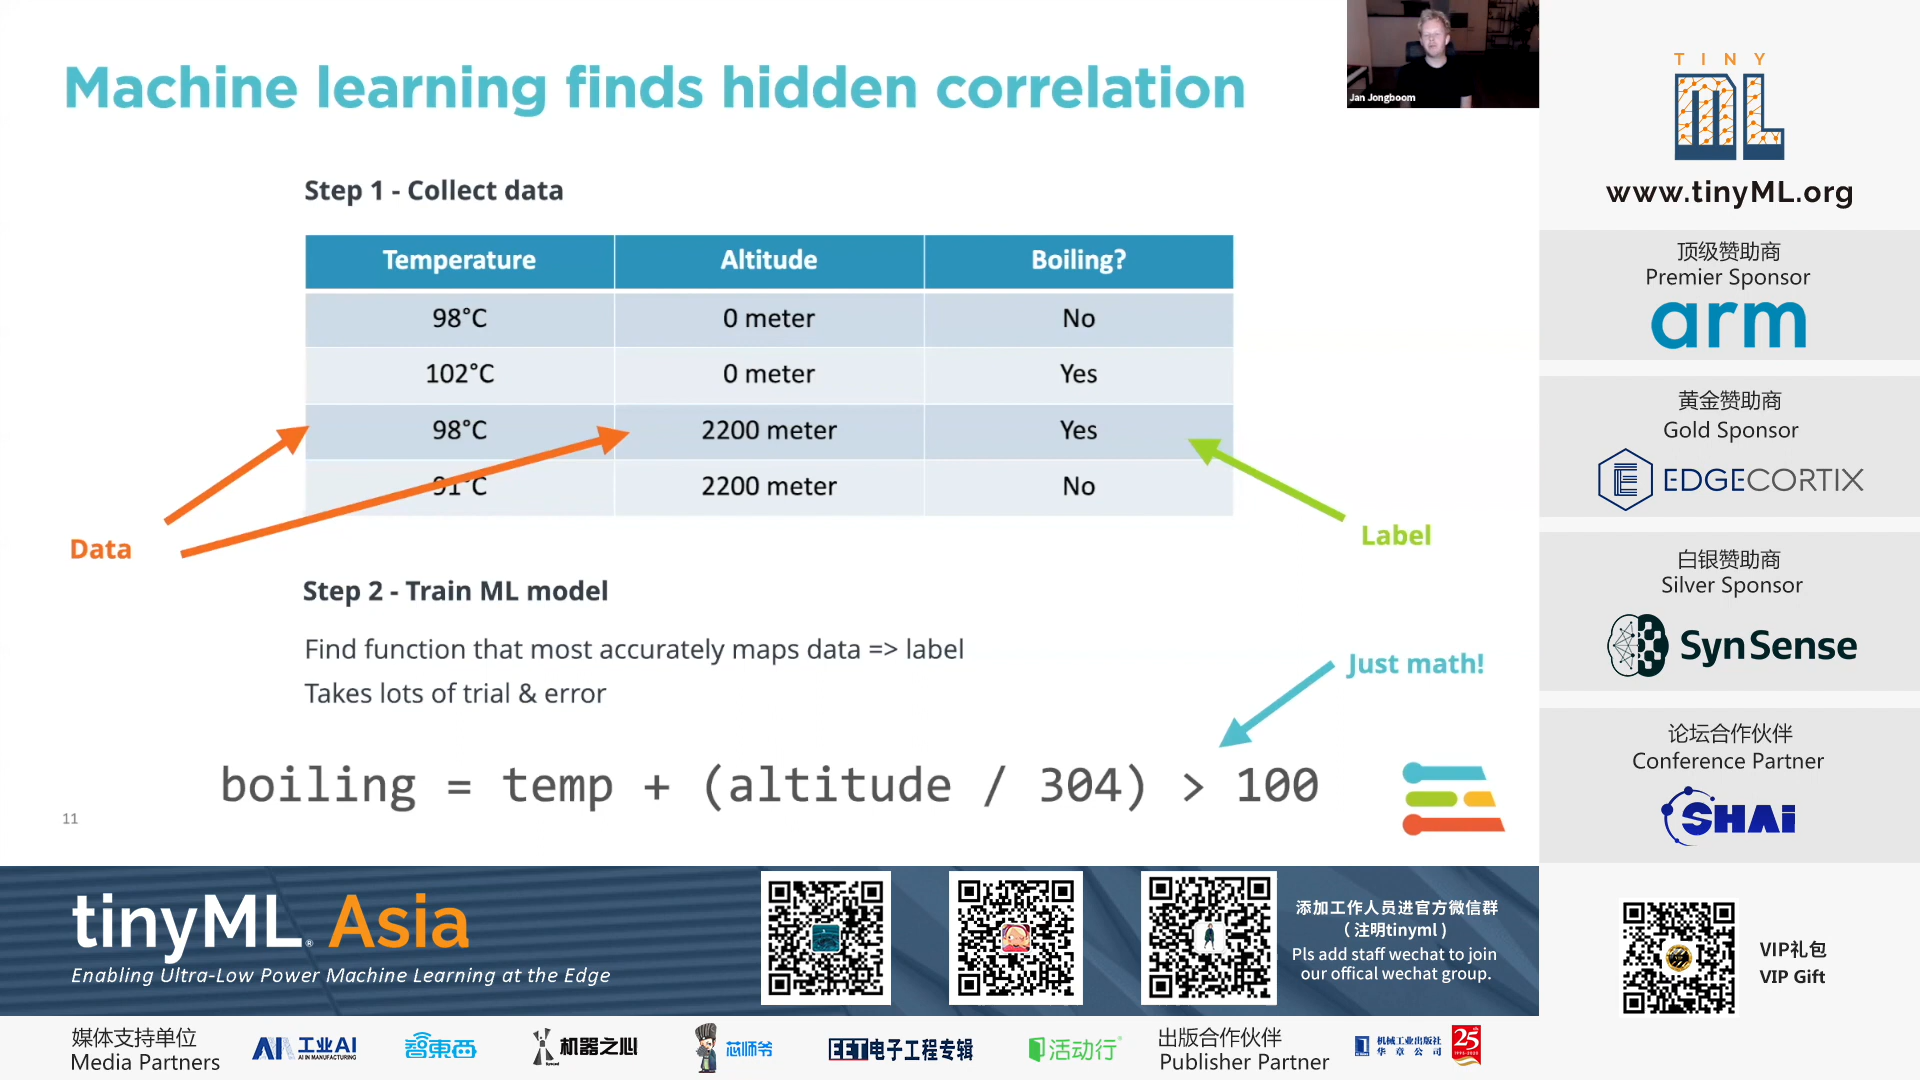 Machine learning finds hidden correlation
Jan Jongboom
Step 1 - Collect data
Temperature Altitude Boiling?
98°C 0 meter No
102°C 0 meter Yes
98°C 2200 meter Yes
91°C 2200 meter No
Data
Label
Step 2 - Train ML model
Find function that most accurately maps data => label
Takes lots of trial & error
Just math!
boiling = temp + (altitude / 304) > 100
11
TINY
ML
www.tinyML.org
顶级赞助商
Premier Sponsor
arm
黄金赞助商
Gold Sponsor
EDGECORTIX
白银赞助商
Silver Sponsor
SynSense
论坛合作伙伴
Conference Partner
SHAi
tinyML® Asia
Enabling Ultra-Low Power Machine Learning at the Edge
添加工作人员进官方微信群
(注明tinyml)
Pls add staff wechat to join
our offical wechat group.
VIP礼包
VIP Gift
媒体支持单位
Media Partners
AI 工业AI
AI IN MANUFACTURING
智東西
机器之心
Synced
芯师爷
EET电子工程专辑
活动行
出版合作伙伴
Publisher Partner
机械工业出版社
华章公司
25